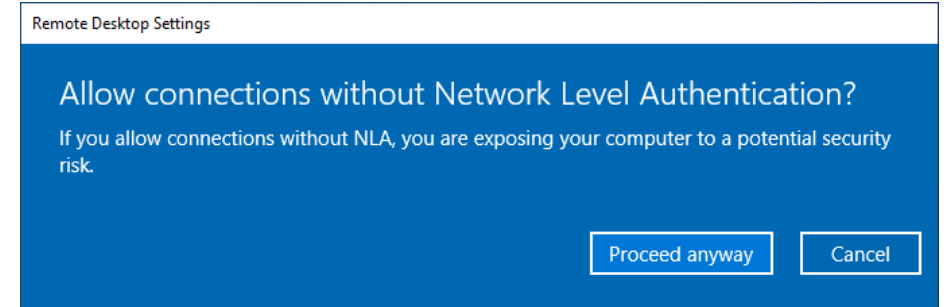 Remote Desktop Settings
Allow connections without Network Level Authentication?
If you allow connections without NLA, you are exposing your computer to a potential security
risk.
Proceed anyway
Cancel